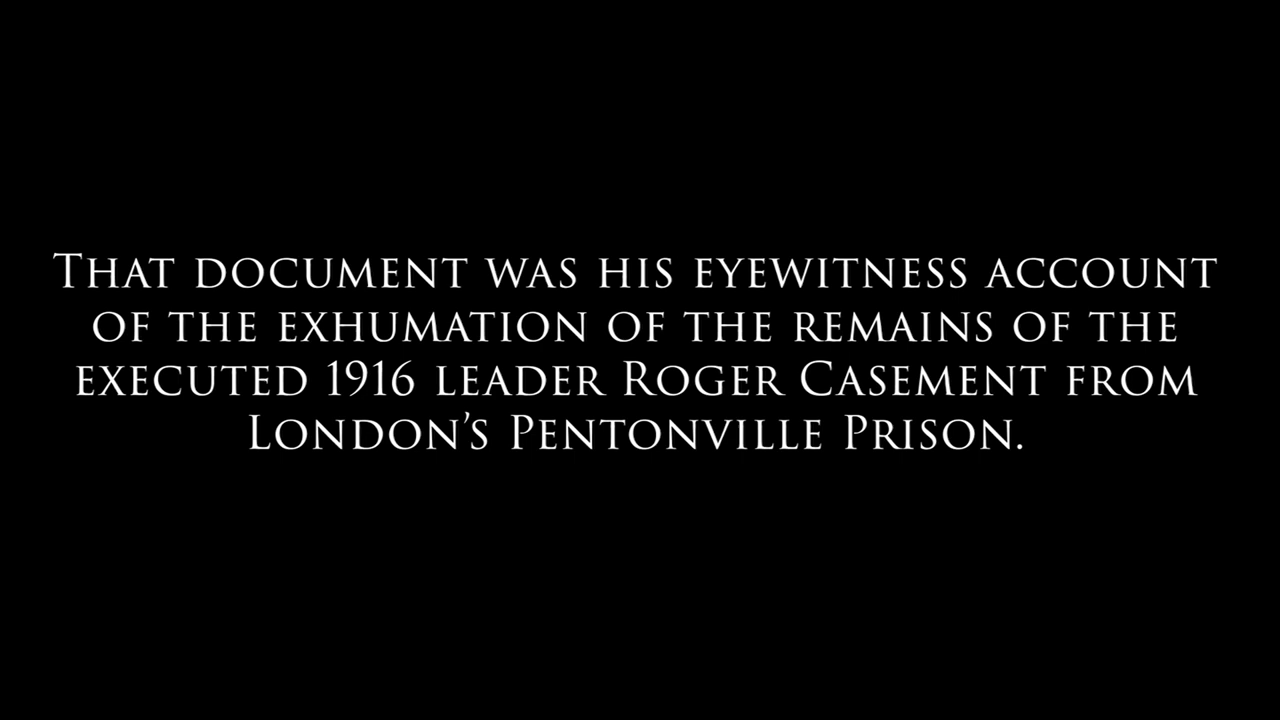 That document was his eyewitness account
of the exhumation of the remains of the
executed 1916 leader Roger Casement from
London’s Pentonville Prison.